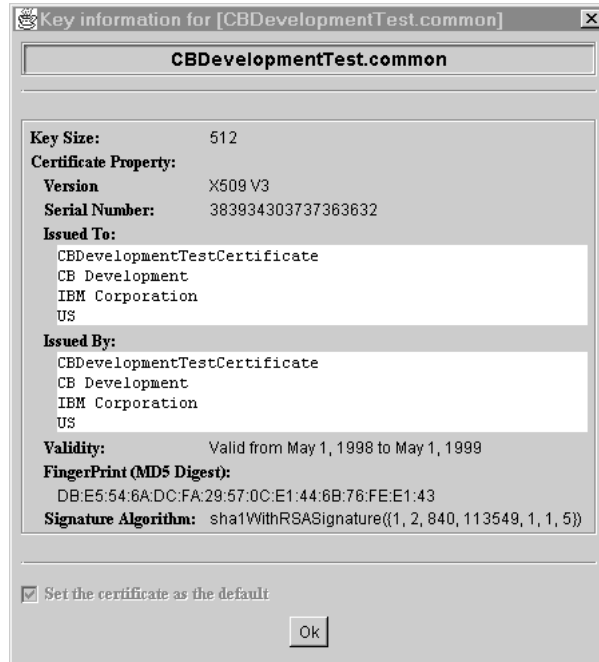 Key information for [CBDevelopmentTest.common]
CBDevelopmentTest.common
Key Size: 512
Certificate Property:
Version X509 V3
Serial Number: 383934303737363632
Issued To:
CBDevelopmentTestCertificate
CB Development
IBM Corporation
US
Issued By:
CBDevelopmentTestCertificate
CB Development
IBM Corporation
US
Validity: Valid from May 1, 1998 to May 1, 1999
FingerPrint (MD5 Digest):
DB:E5:54:6A:DC:FA:29:57:0C:E1:44:6B:76:FE:E1:43
Signature Algorithm: sha1WithRSASignature({1, 2, 840, 113549, 1, 1, 5})
Set the certificate as the default
Ok